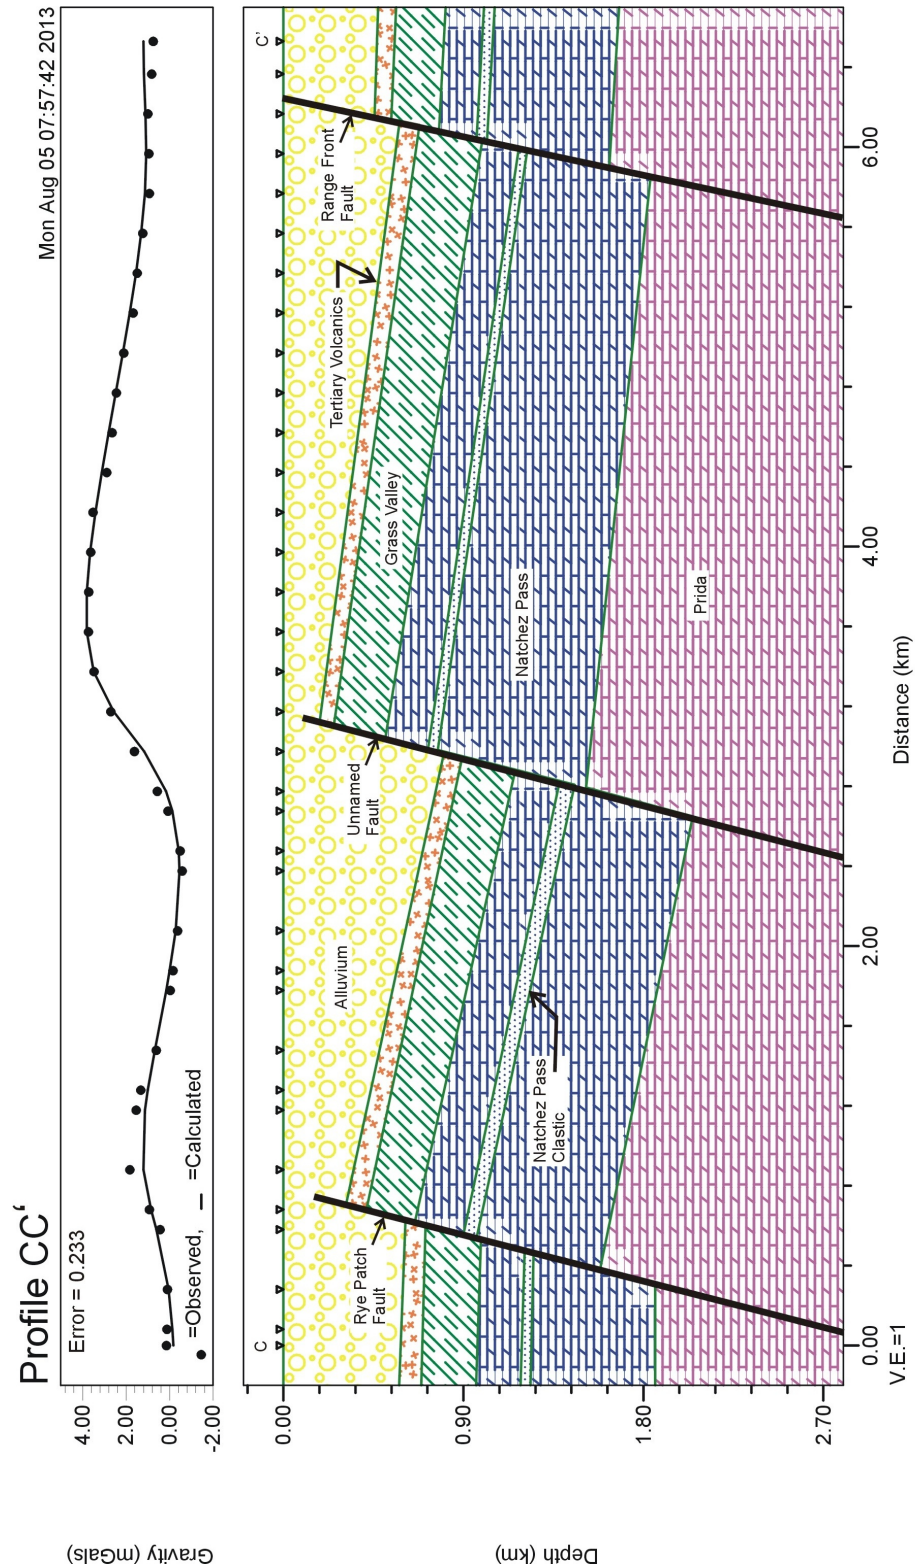 Profile CC‘
Error = 0.233
Mon Aug 05 07:57:42 2013
Gravity (mGals)
4.00
2.00
0.00
-2.00
=Observed, =Calculated
C
C'
Depth (km)
0.00
0.90
1.80
2.70
Rye Patch
Fault
Alluvium
Unnamed
Fault
Tertiary Volcanics
Range Front
Fault
Grass Valley
Natchez Pass
Clastic
Natchez Pass
Prida
0.00
2.00
4.00
6.00
V.E.=1
Distance (km)